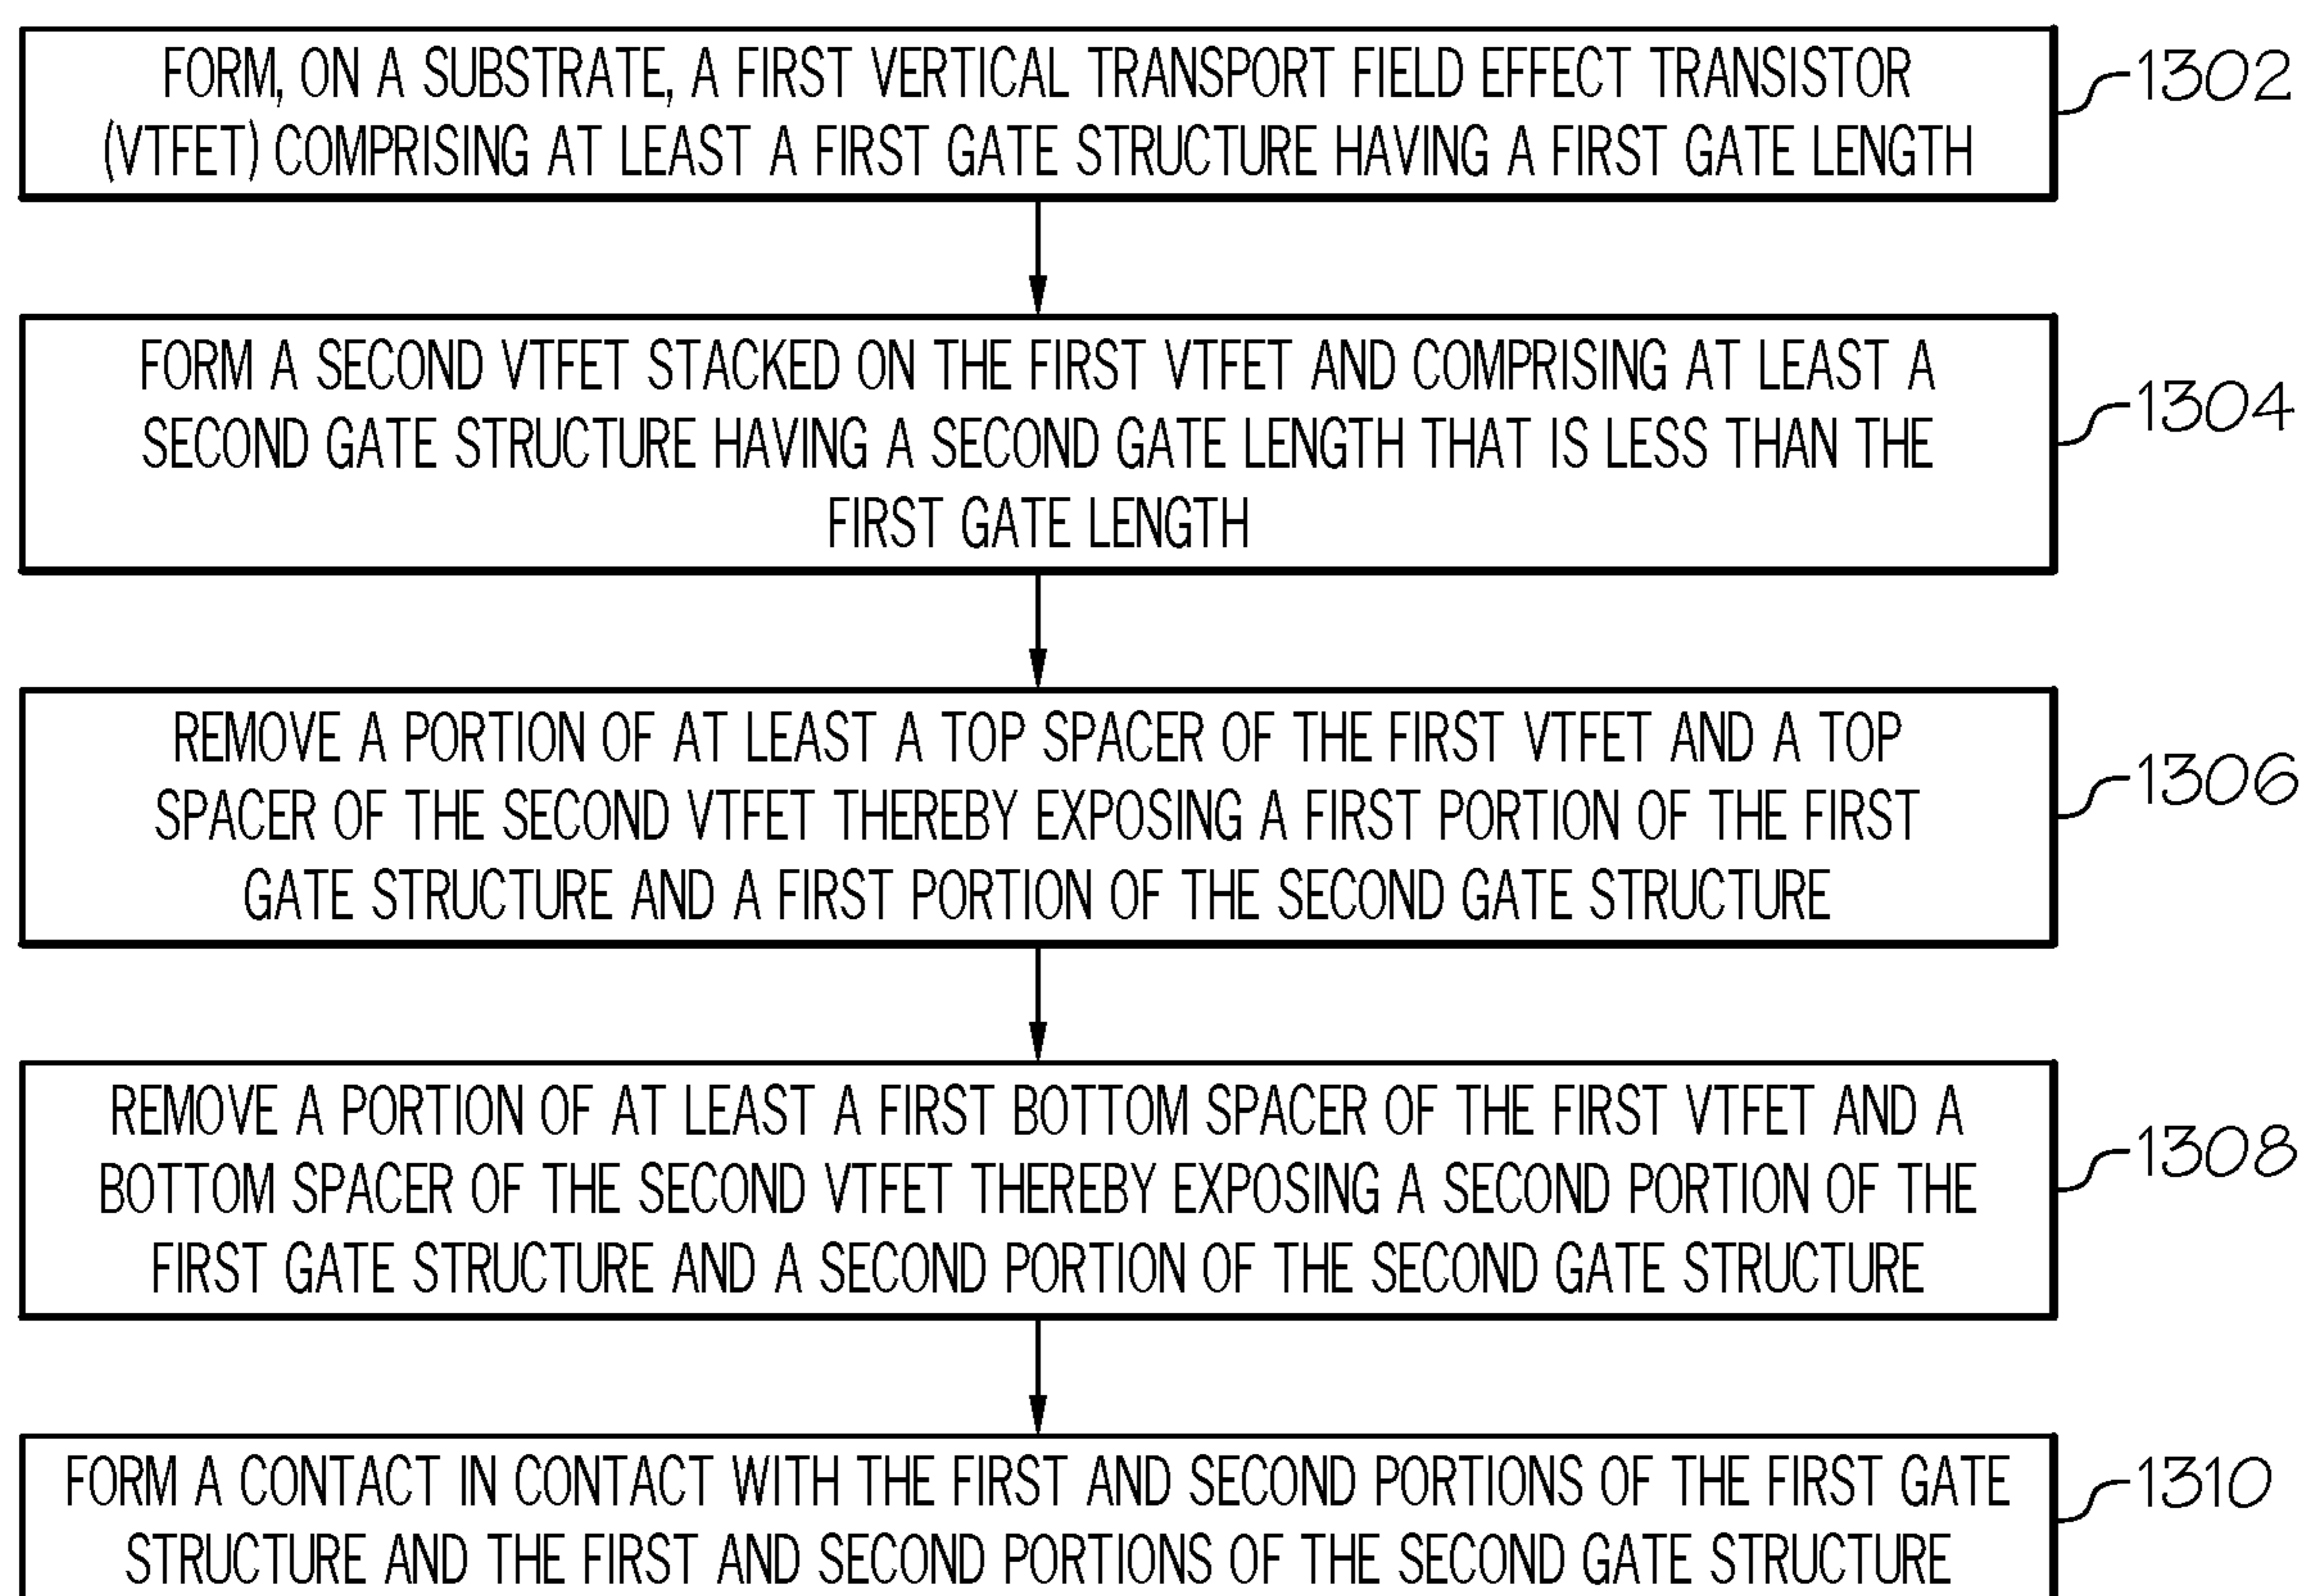 FORM, ON A SUBSTRATE, A FIRST VERTICAL TRANSPORT FIELD EFFECT TRANSISTOR
(VTFET) COMPRISING AT LEAST A FIRST GATE STRUCTURE HAVING A FIRST GATE LENGTH
1302
FORM A SECOND VTFET STACKED ON THE FIRST VTFET AND COMPRISING AT LEAST A
SECOND GATE STRUCTURE HAVING A SECOND GATE LENGTH THAT IS LESS THAN THE
FIRST GATE LENGTH
1304
REMOVE A PORTION OF AT LEAST A TOP SPACER OF THE FIRST VTFET AND A TOP
SPACER OF THE SECOND VTFET THEREBY EXPOSING A FIRST PORTION OF THE FIRST
GATE STRUCTURE AND A FIRST PORTION OF THE SECOND GATE STRUCTURE
1306
REMOVE A PORTION OF AT LEAST A FIRST BOTTOM SPACER OF THE FIRST VTFET AND A
BOTTOM SPACER OF THE SECOND VTFET THEREBY EXPOSING A SECOND PORTION OF THE
FIRST GATE STRUCTURE AND A SECOND PORTION OF THE SECOND GATE STRUCTURE
1308
FORM A CONTACT IN CONTACT WITH THE FIRST AND SECOND PORTIONS OF THE FIRST GATE
STRUCTURE AND THE FIRST AND SECOND PORTIONS OF THE SECOND GATE STRUCTURE
1310